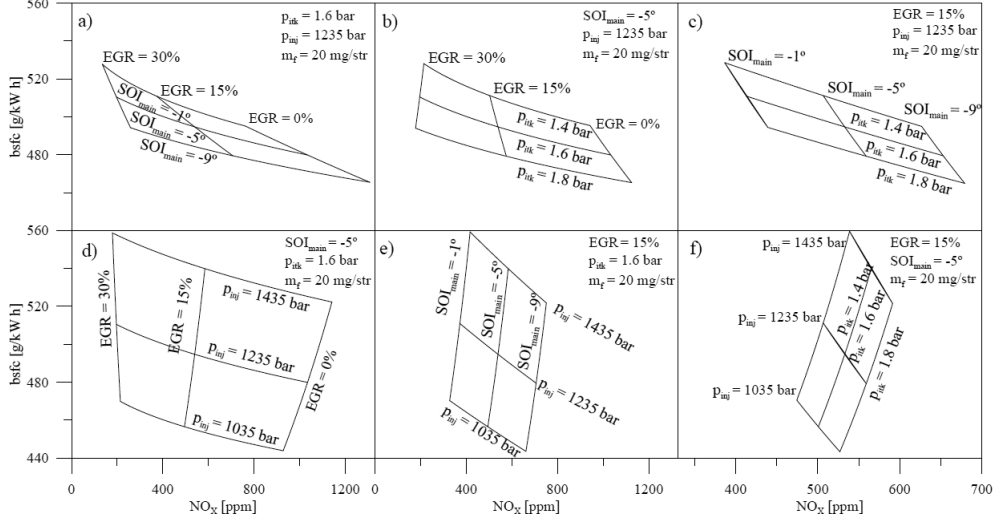 560
520
480
440
bsfc [g/kW h]
a)
p_itk = 1.6 bar
p_inj = 1235 bar
m_f = 20 mg/str
EGR = 30%
EGR = 15%
EGR = 0%
SOI_main = -1º
SOI_main = -5º
SOI_main = -9º
b)
SOI_main = -5º
p_inj = 1235 bar
m_f = 20 mg/str
EGR = 30%
EGR = 15%
EGR = 0%
p_itk = 1.4 bar
p_itk = 1.6 bar
p_itk = 1.8 bar
c)
EGR = 15%
p_inj = 1235 bar
m_f = 20 mg/str
SOI_main = -1º
SOI_main = -5º
SOI_main = -9º
p_itk = 1.4 bar
p_itk = 1.6 bar
p_itk = 1.8 bar
560
520
480
440
bsfc [g/kW h]
d)
SOI_main = -5º
p_itk = 1.6 bar
m_f = 20 mg/str
EGR = 30%
EGR = 15%
EGR = 0%
p_inj = 1435 bar
p_inj = 1235 bar
p_inj = 1035 bar
0 400 800 1200
NO_X [ppm]
e)
EGR = 15%
p_itk = 1.6 bar
m_f = 20 mg/str
SOI_main = -1º
SOI_main = -5º
SOI_main = -9º
p_inj = 1435 bar
p_inj = 1235 bar
p_inj = 1035 bar
0 400 800 1200
NO_X [ppm]
f)
EGR = 15%
SOI_main = -5º
m_f = 20 mg/str
p_inj = 1435 bar
p_inj = 1235 bar
p_inj = 1035 bar
p_itk = 1.4 bar
p_itk = 1.6 bar
p_itk = 1.8 bar
400 500 600 700
NO_X [ppm]